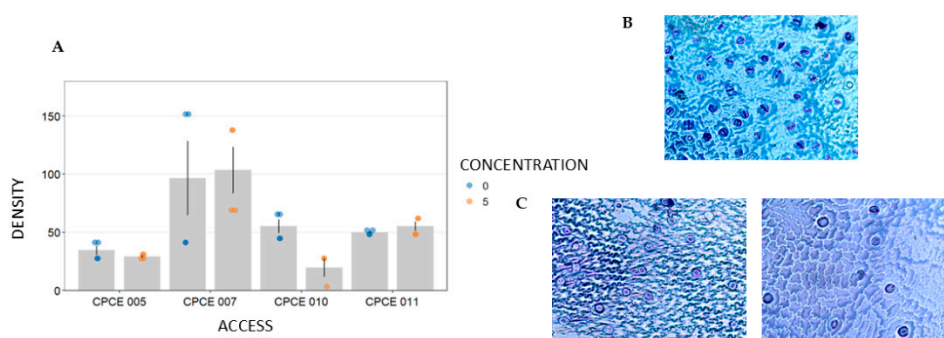 A
DENSITY
150
100
50
0
CPCE 005 CPCE 007 CPCE 010 CPCE 011
ACCESS
CONCENTRATION
0
5
B
C